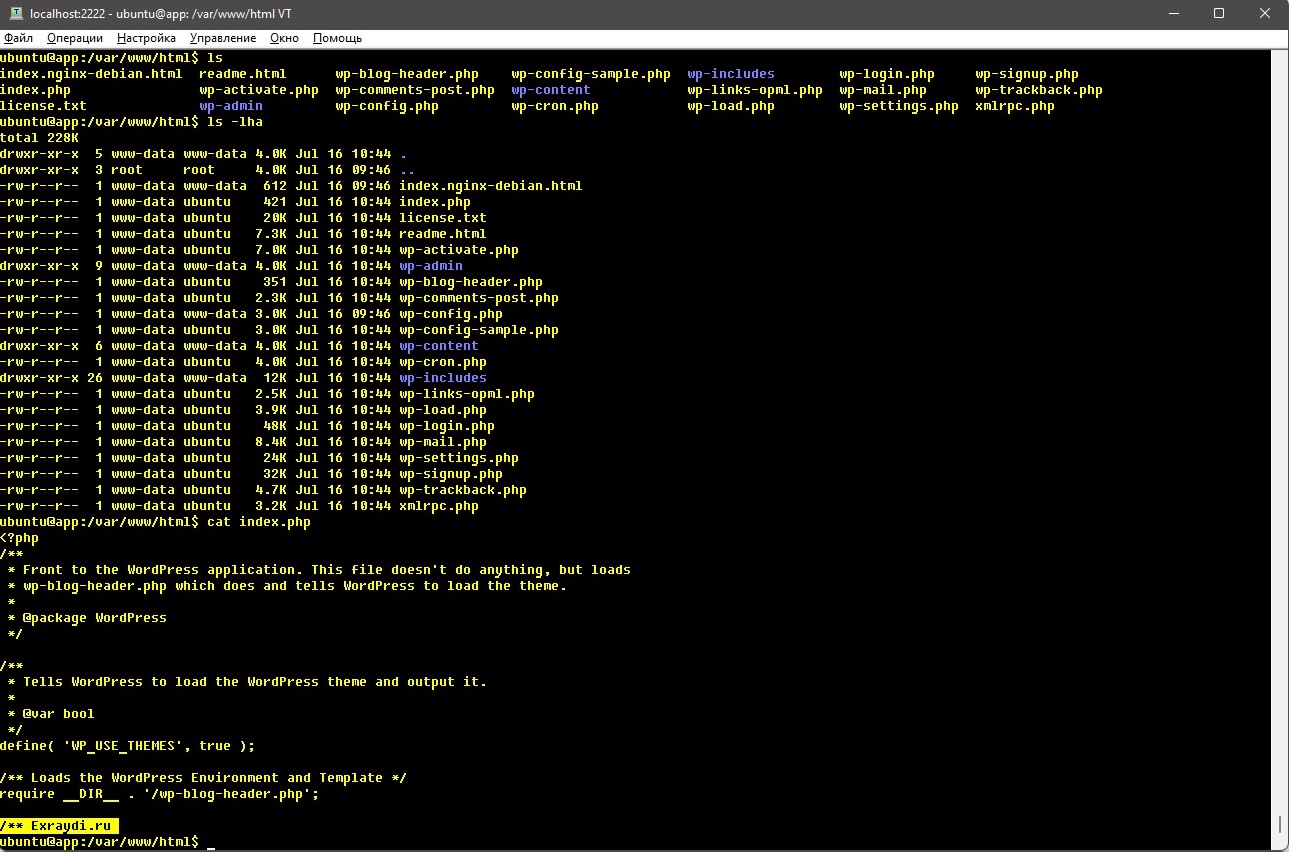 localhost:2222 - ubuntu@app: /var/www/html VT
Файл Операции Настройка Управление Окно Помощь
ubuntu@app:/var/www/html$ ls
index.nginx-debian.html readme.html wp-blog-header.php wp-config-sample.php wp-includes wp-login.php wp-signup.php
index.php wp-activate.php wp-comments-post.php wp-content wp-links-opml.php wp-mail.php wp-trackback.php
license.txt wp-admin wp-config.php wp-cron.php wp-load.php wp-settings.php xmlrpc.php
ubuntu@app:/var/www/html$ ls -lha
total 228K
drwxr-xr-x 5 www-data www-data 4.0K Jul 16 10:44 .
drwxr-xr-x 3 root root 4.0K Jul 16 09:46 ..
-rw-r--r-- 1 www-data www-data 612 Jul 16 09:46 index.nginx-debian.html
-rw-r--r-- 1 www-data ubuntu 421 Jul 16 10:44 index.php
-rw-r--r-- 1 www-data ubuntu 20K Jul 16 10:44 license.txt
-rw-r--r-- 1 www-data ubuntu 7.3K Jul 16 10:44 readme.html
-rw-r--r-- 1 www-data ubuntu 7.0K Jul 16 10:44 wp-activate.php
drwxr-xr-x 9 www-data www-data 4.0K Jul 16 10:44 wp-admin
-rw-r--r-- 1 www-data ubuntu 351 Jul 16 10:44 wp-blog-header.php
-rw-r--r-- 1 www-data ubuntu 2.3K Jul 16 10:44 wp-comments-post.php
-rw-r--r-- 1 www-data www-data 3.0K Jul 16 09:46 wp-config.php
-rw-r--r-- 1 www-data ubuntu 3.0K Jul 16 10:44 wp-config-sample.php
drwxr-xr-x 6 www-data www-data 4.0K Jul 16 10:44 wp-content
-rw-r--r-- 1 www-data ubuntu 4.0K Jul 16 10:44 wp-cron.php
drwxr-xr-x 26 www-data www-data 12K Jul 16 10:44 wp-includes
-rw-r--r-- 1 www-data ubuntu 2.5K Jul 16 10:44 wp-links-opml.php
-rw-r--r-- 1 www-data ubuntu 3.9K Jul 16 10:44 wp-load.php
-rw-r--r-- 1 www-data ubuntu 48K Jul 16 10:44 wp-login.php
-rw-r--r-- 1 www-data ubuntu 8.4K Jul 16 10:44 wp-mail.php
-rw-r--r-- 1 www-data ubuntu 24K Jul 16 10:44 wp-settings.php
-rw-r--r-- 1 www-data ubuntu 32K Jul 16 10:44 wp-signup.php
-rw-r--r-- 1 www-data ubuntu 4.7K Jul 16 10:44 wp-trackback.php
-rw-r--r-- 1 www-data ubuntu 3.2K Jul 16 10:44 xmlrpc.php
ubuntu@app:/var/www/html$ cat index.php
<?php
/**
 * Front to the WordPress application. This file doesn't do anything, but loads
 * wp-blog-header.php which does and tells WordPress to load the theme.
 *
 * @package WordPress
 */
/**
 * Tells WordPress to load the WordPress theme and output it.
 *
 * @var bool
 */
define( 'WP_USE_THEMES', true );
/** Loads the WordPress Environment and Template */
require __DIR__ . '/wp-blog-header.php';
/** Exraydi.ru
ubuntu@app:/var/www/html$ _